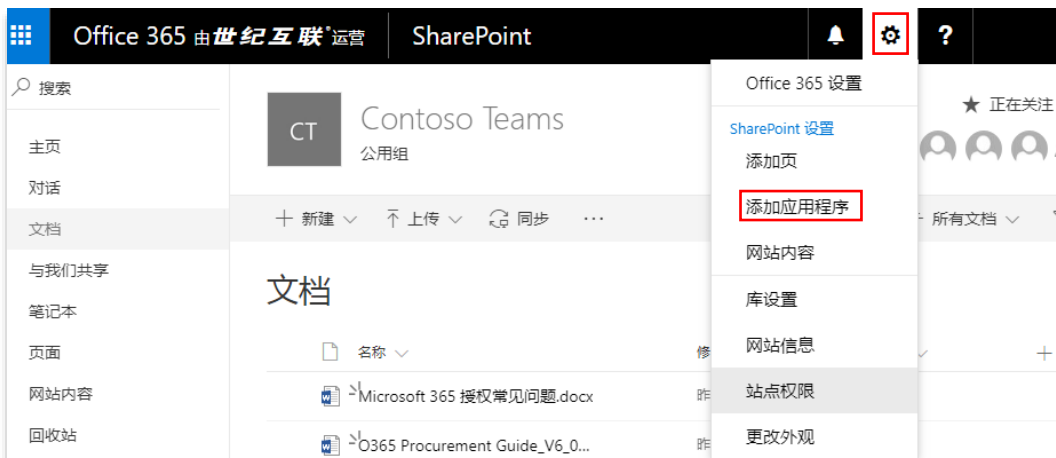 Office 365 由世纪互联运营 SharePoint ?
搜索
主页
对话
文档
与我们共享
笔记本
页面
网站内容
回收站
CT
Contoso Teams
公用组
正在关注
新建 上传 同步 ... 所有文档
文档
名称 修
Microsoft 365 授权常见问题.docx 昨
O365 Procurement Guide_V6_0... 昨
Office 365 设置
SharePoint 设置
添加页
添加应用程序
网站内容
库设置
网站信息
站点权限
更改外观